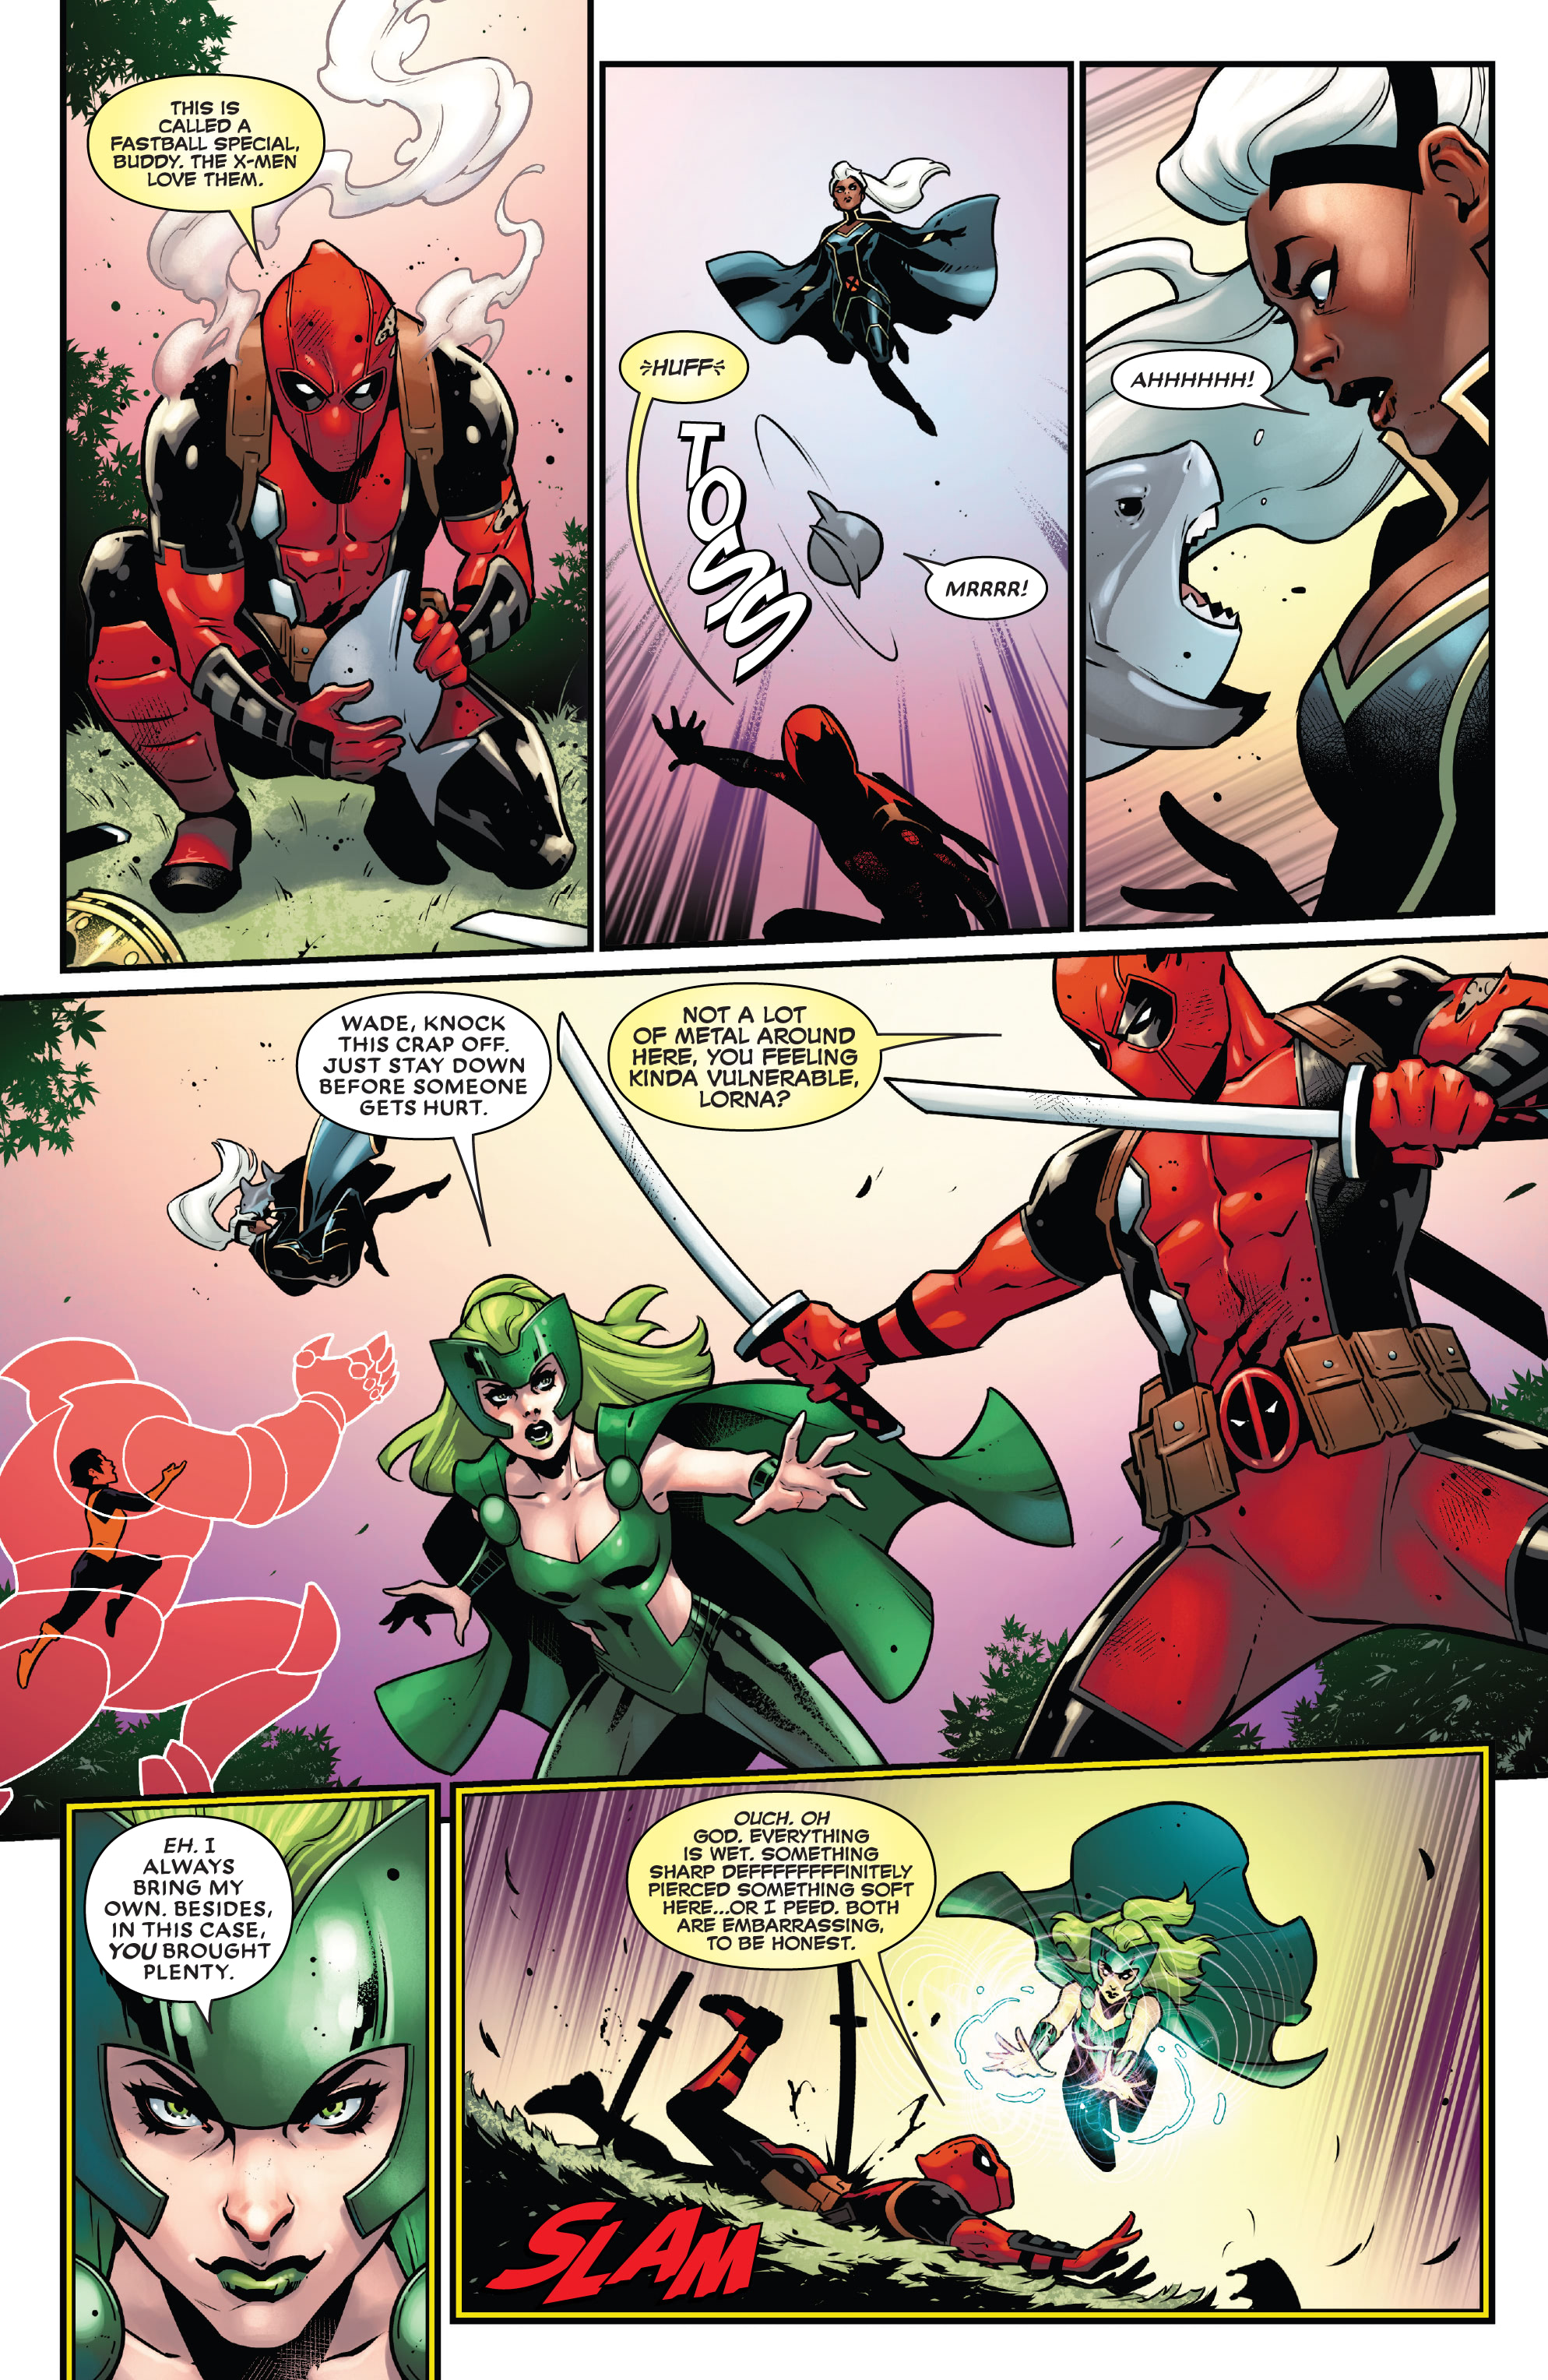 THIS IS
CALLED A
FASTBALL SPECIAL,
BUDDY. THE X-MEN
LOVE THEM.
HUFF
TOSS
MRRRR!
AHHHHHH!
WADE, KNOCK
THIS CRAP OFF.
JUST STAY DOWN
BEFORE SOMEONE
GETS HURT.
NOT A LOT
OF METAL AROUND
HERE, YOU FEELING
KINDA VULNERABLE,
LORNA?
EH. I
ALWAYS
BRING MY
OWN. BESIDES,
IN THIS CASE,
YOU BROUGHT
PLENTY.
OUCH. OH
GOD. EVERYTHING
IS WET. SOMETHING
SHARP DEFFFFFFFFINITELY
PIERCED SOMETHING SOFT
HERE...OR I PEED. BOTH
ARE EMBARRASSING,
TO BE HONEST.
SLAM